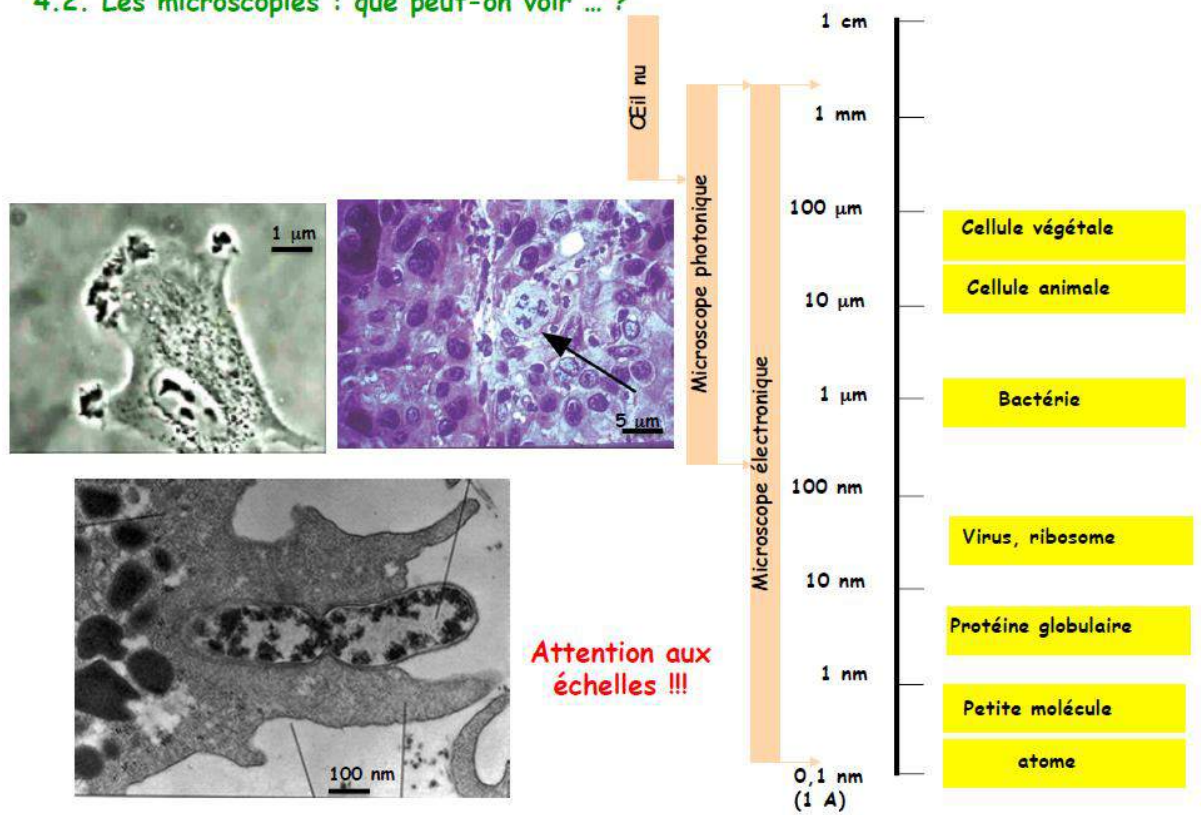 4.2. Les microscopies : que peut-on voir … ?
Œil nu
Microscope photonique
Microscope électronique
1 cm
1 mm
100 μm
10 μm
1 μm
100 nm
10 nm
1 nm
0,1 nm
(1 A)
Cellule végétale
Cellule animale
Bactérie
Virus, ribosome
Protéine globulaire
Petite molécule
atome
1 μm
5 μm
100 nm
Attention aux
échelles !!!